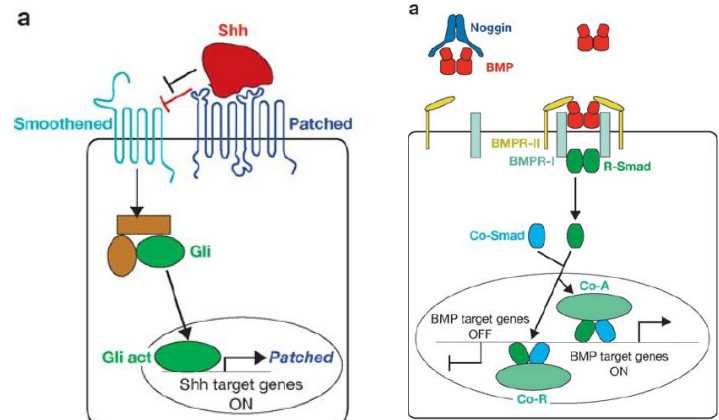 a
Shh
Smoothened
Patched
Gli
Gli act
Patched
Shh target genes
ON
a
Noggin
BMP
BMPR-II
BMPR-I
R-Smad
Co-Smad
Co-A
BMP target genes
OFF
BMP target genes
ON
Co-R